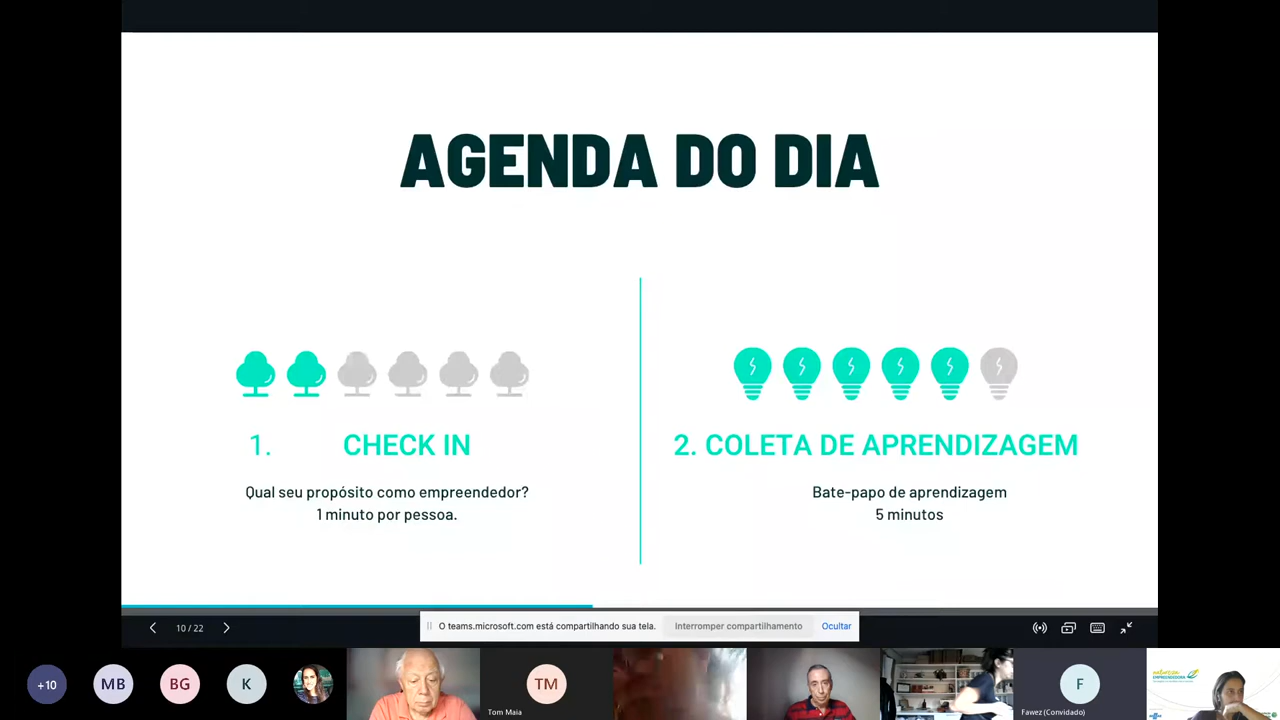 AGENDA DO DIA
1. CHECK IN
Qual seu propósito como empreendedor?
1 minuto por pessoa.
2. COLETA DE APRENDIZAGEM
Bate-papo de aprendizagem
5 minutos
10 / 22
O teams.microsoft.com está compartilhando sua tela.
Interromper compartilhamento
Ocultar
+10
MB
BG
K
TM
Tom Maia
F
Fawez (Convidado)
EMPREENDEDORA
SEBRAE